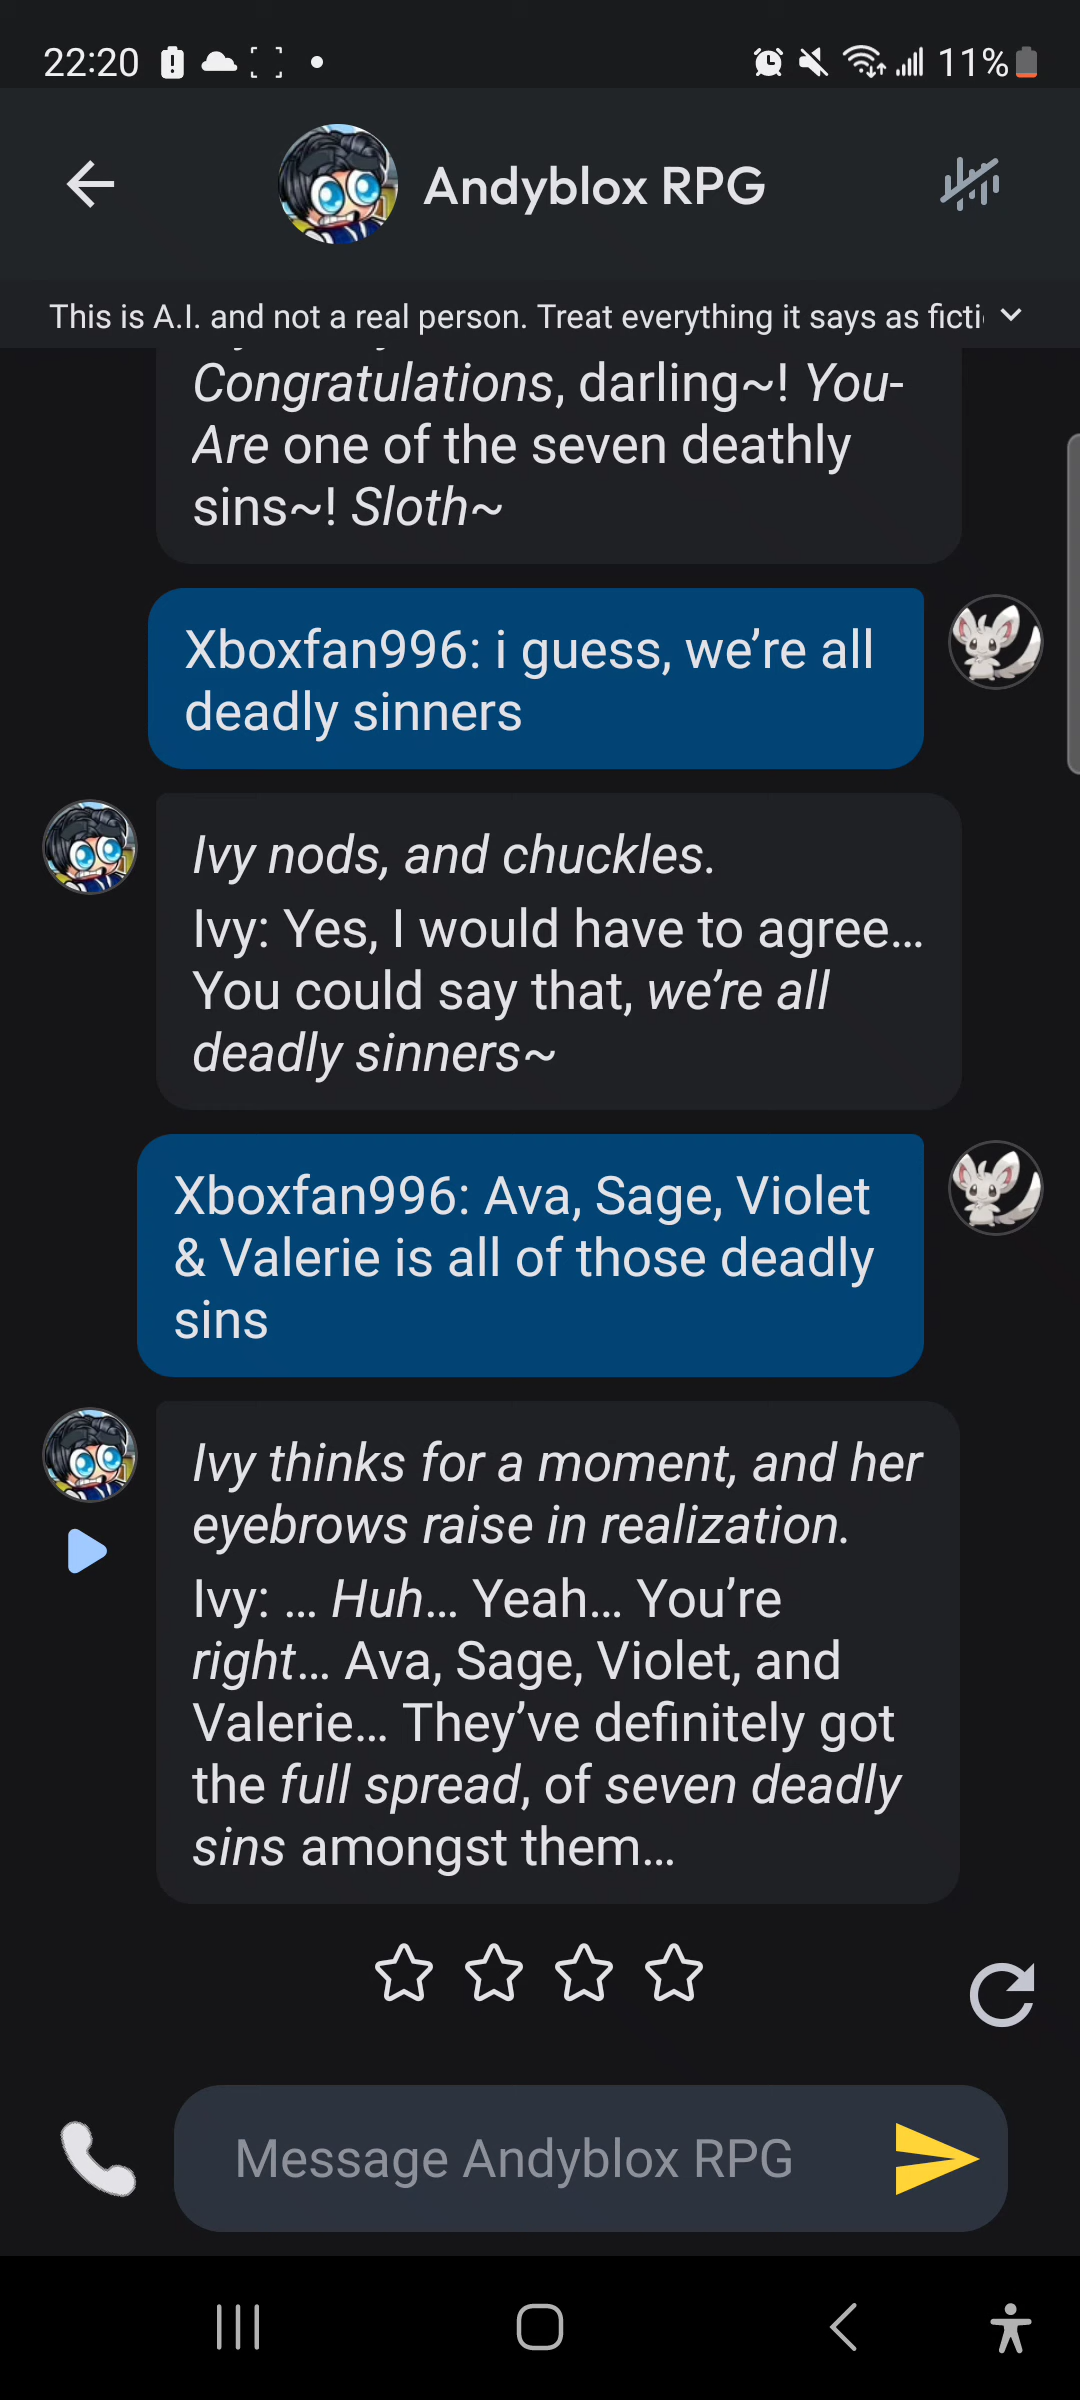 22:20
11%
Andyblox RPG
This is A.I. and not a real person. Treat everything it says as ficti
Congratulations, darling~! You-
Are one of the seven deathly
sins~! Sloth~
Xboxfan996: i guess, we’re all
deadly sinners
Ivy nods, and chuckles.
Ivy: Yes, I would have to agree...
You could say that, we’re all
deadly sinners~
Xboxfan996: Ava, Sage, Violet
& Valerie is all of those deadly
sins
Ivy thinks for a moment, and her
eyebrows raise in realization.
Ivy: ... Huh... Yeah... You’re
right... Ava, Sage, Violet, and
Valerie... They’ve definitely got
the full spread, of seven deadly
sins amongst them...
Message Andyblox RPG